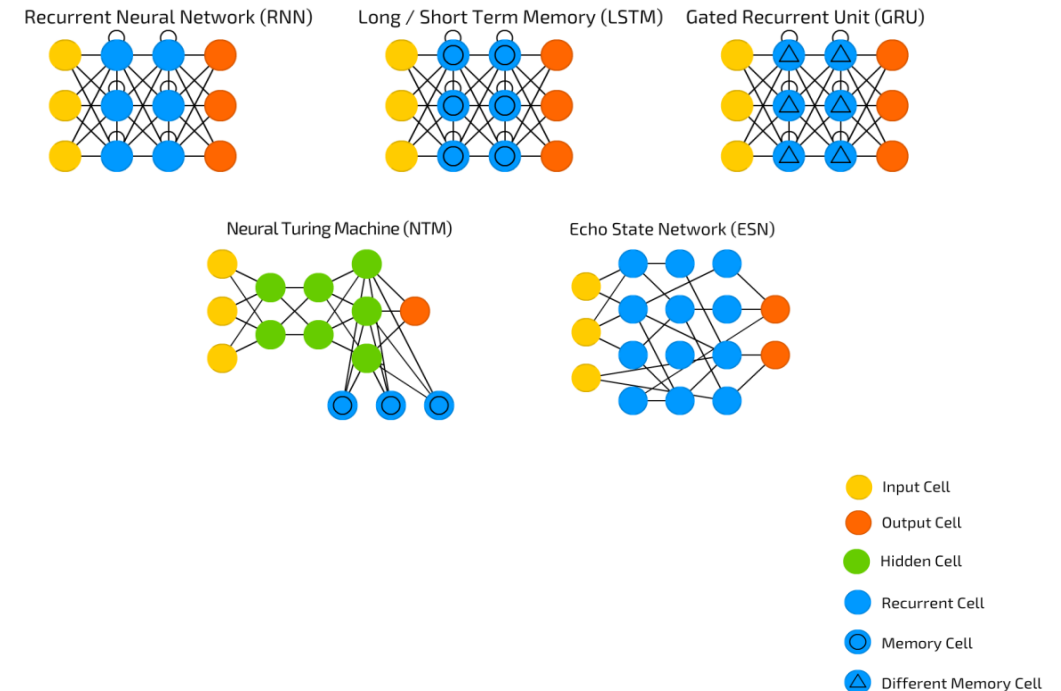 Recurrent Neural Network (RNN)
Long / Short Term Memory (LSTM)
Gated Recurrent Unit (GRU)
Neural Turing Machine (NTM)
Echo State Network (ESN)
Input Cell
Output Cell
Hidden Cell
Recurrent Cell
Memory Cell
Different Memory Cell